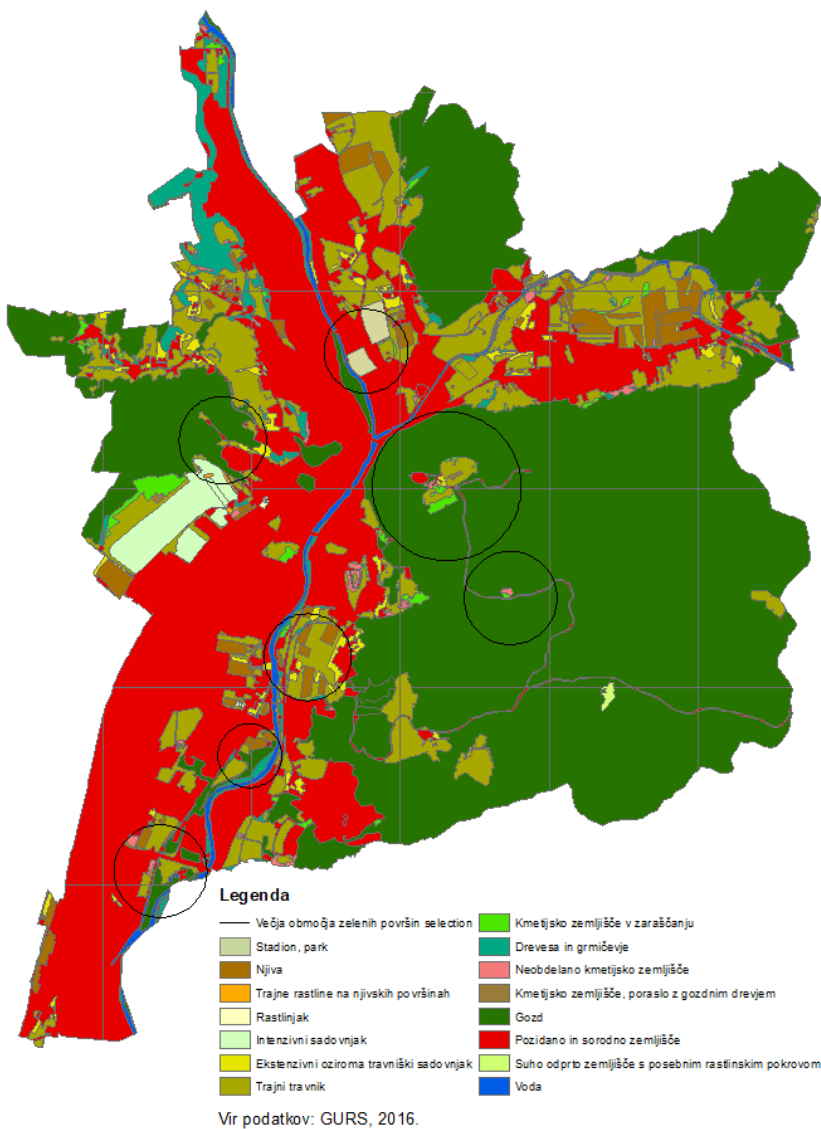 Legenda
Večja območja zelenih površin selection
Stadion, park
Njiva
Trajne rastline na njivskih površinah
Rastlinjak
Intenzivni sadovnjak
Ekstenzivni oziroma travniški sadovnjak
Trajni travnik
Kmetijsko zemljišče v zaraščanju
Drevesa in grmičevje
Neobdelano kmetijsko zemljišče
Kmetijsko zemljišče, poraslo z gozdnim drevjem
Gozd
Pozidano in sorodno zemljišče
Suho odprto zemljišče s posebnim rastlinskim pokrovom
Voda
Vir podatkov: GURS, 2016.